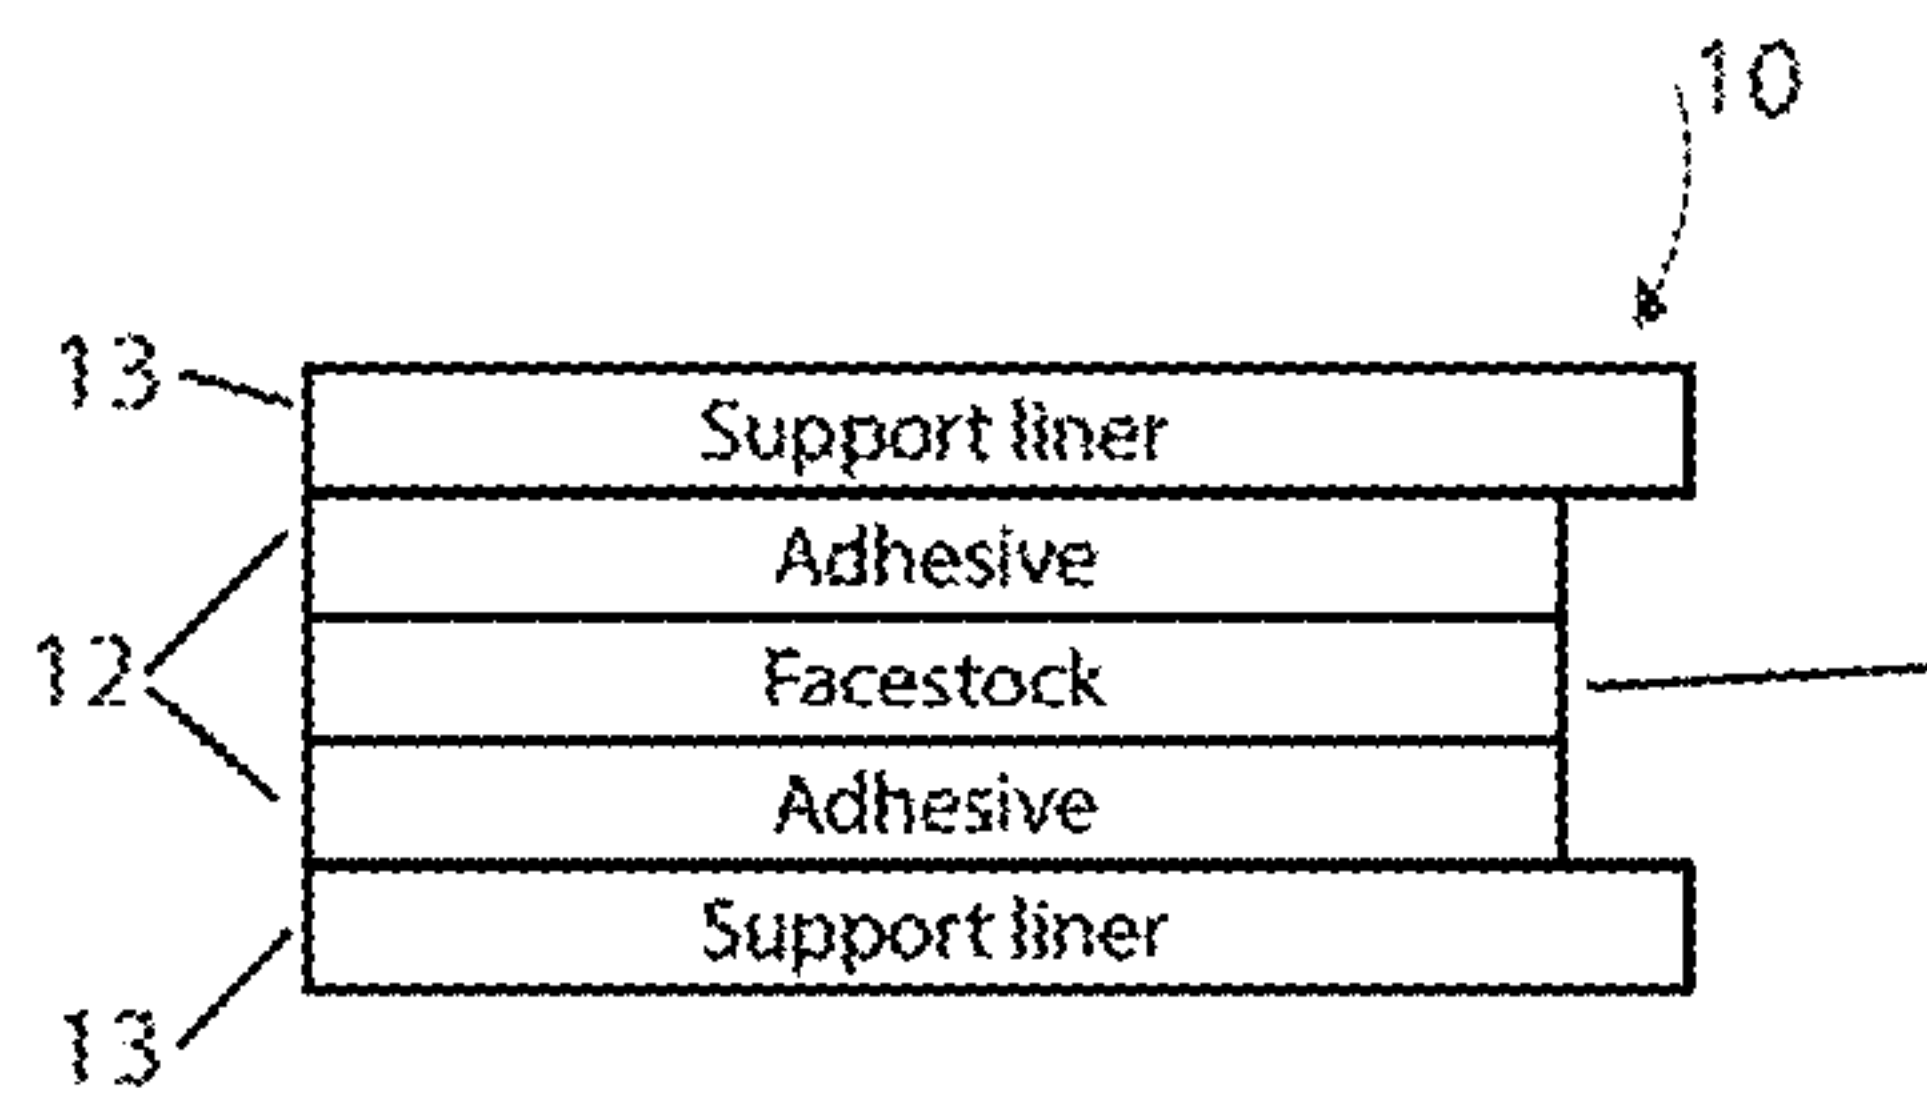 10
13
Support liner
Adhesive
12
Facestock
Adhesive
Support liner
13